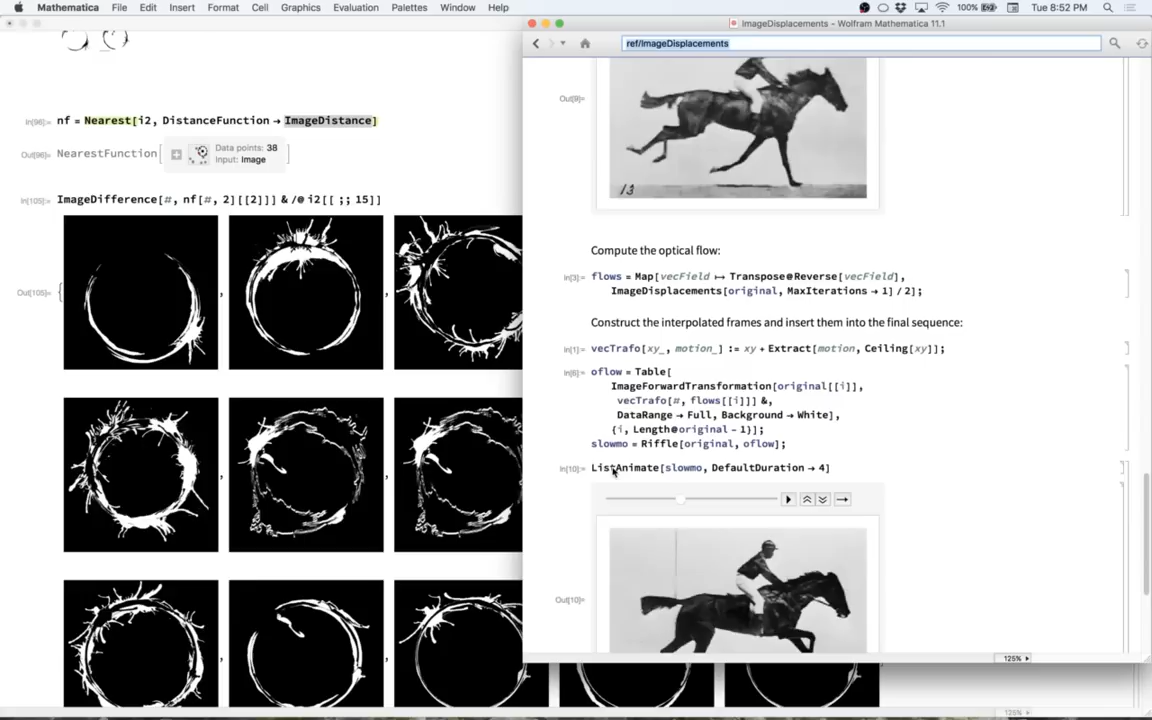 Mathematica File Edit Insert Format Cell Graphics Evaluation Palettes Window Help 100% Tue 8:52 PM
ImageDisplacements - Wolfram Mathematica 11.1
ref/ImageDisplacements
In[96]:= nf = Nearest[i2, DistanceFunction → ImageDistance]
Out[96]= NearestFunction[
Data points: 38
Input: Image
]
In[105]:= ImageDifference[#, nf[#, 2][[2]]] & /@ i2[[ ;; 15]]
Out[105]= {
,
,
,
,
,
,
Out[9]=
13
Compute the optical flow:
In[3]:= flows = Map[vecField ↦ Transpose@Reverse[vecField],
ImageDisplacements[original, MaxIterations → 1] / 2];
Construct the interpolated frames and insert them into the final sequence:
In[1]:= vecTrafo[xy_, motion_] := xy + Extract[motion, Ceiling[xy]];
In[6]:= oflow = Table[
ImageForwardTransformation[original[[i]],
vecTrafo[#, flows[[i]]] &,
DataRange → Full, Background → White],
{i, Length@original - 1}];
slowmo = Riffle[original, oflow];
In[10]:= ListAnimate[slowmo, DefaultDuration → 4]
Out[10]=
125%
125%